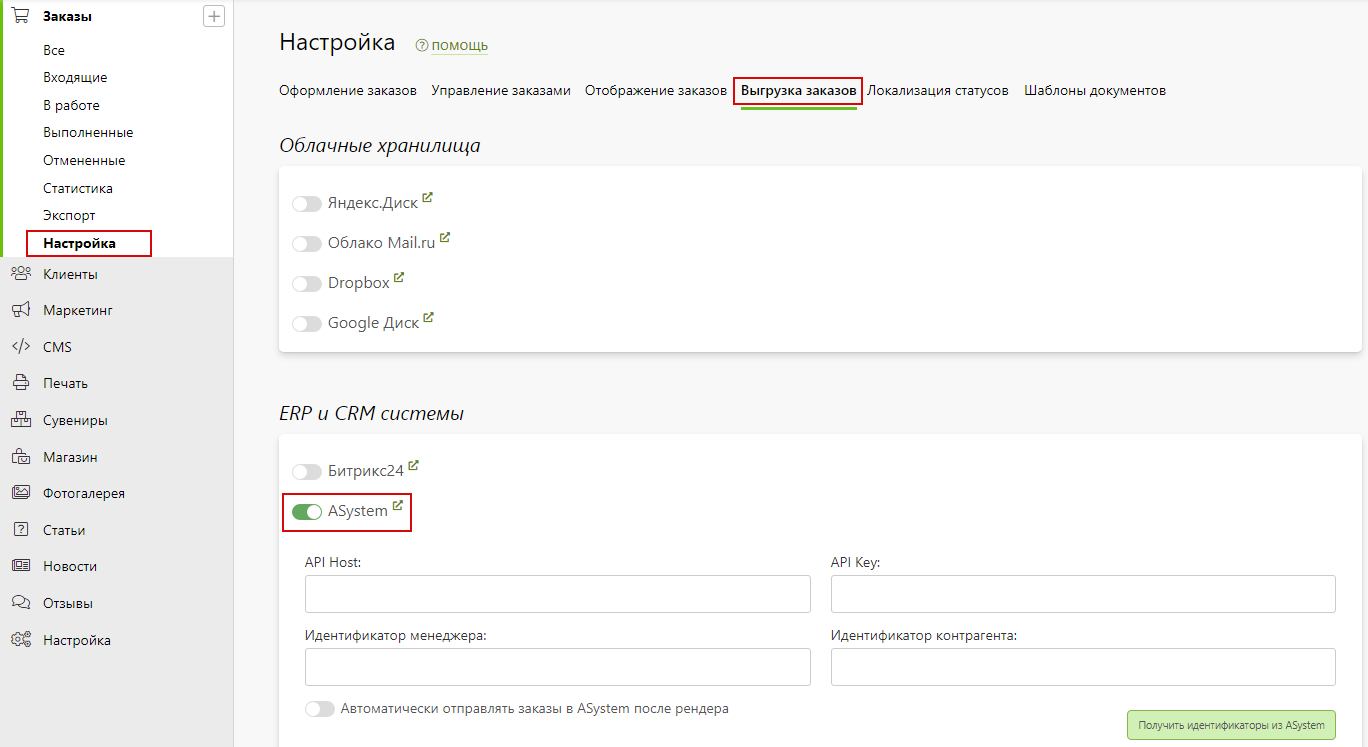 Заказы
Все
Входящие
В работе
Выполненные
Отмененные
Статистика
Экспорт
Настройка
Клиенты
Маркетинг
CMS
Печать
Сувениры
Магазин
Фотогалерея
Статьи
Новости
Отзывы
Настройка
Настройка помощь
Оформление заказов Управление заказами Отображение заказов Выгрузка заказов Локализация статусов Шаблоны документов
Облачные хранилища
Яндекс.Диск
Облако Mail.ru
Dropbox
Google Диск
ERP и CRM системы
Битрикс24
ASystem
API Host: API Key:
Идентификатор менеджера: Идентификатор контрагента:
Автоматически отправлять заказы в ASystem после рендера
Получить идентификаторы из ASystem